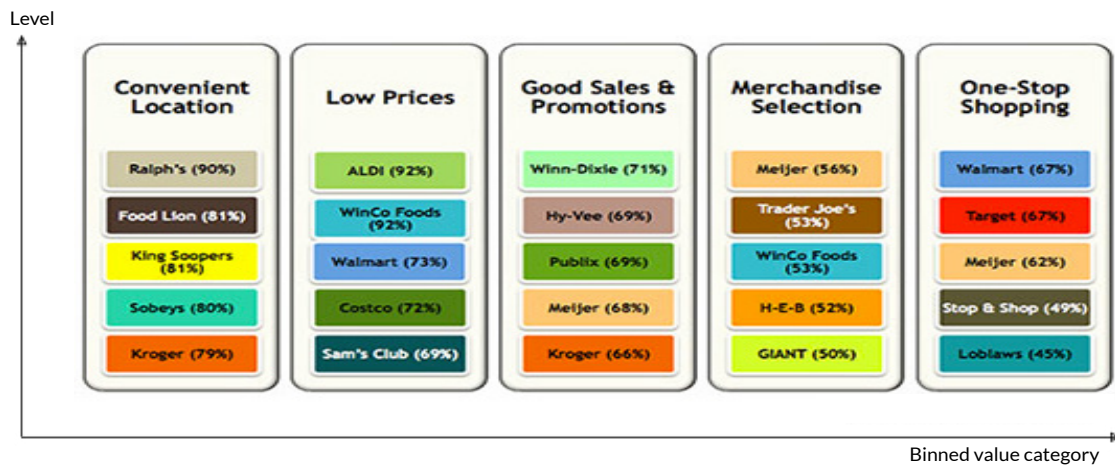 Level
Convenient
Location
Ralph's (90%)
Food Lion (81%)
King Soopers
(81%)
Sobeys (80%)
Kroger (79%)
Low Prices
ALDI (92%)
WinCo Foods
(92%)
Walmart (73%)
Costco (72%)
Sam's Club (69%)
Good Sales &
Promotions
Winn-Dixie (71%)
Hy-Vee (69%)
Publix (69%)
Meijer (68%)
Kroger (66%)
Merchandise
Selection
Meijer (56%)
Trader Joe's
(53%)
WinCo Foods
(53%)
H-E-B (52%)
GIANT (50%)
One-Stop
Shopping
Walmart (67%)
Target (67%)
Meijer (62%)
Stop & Shop (49%)
Loblaws (45%)
Binned value category